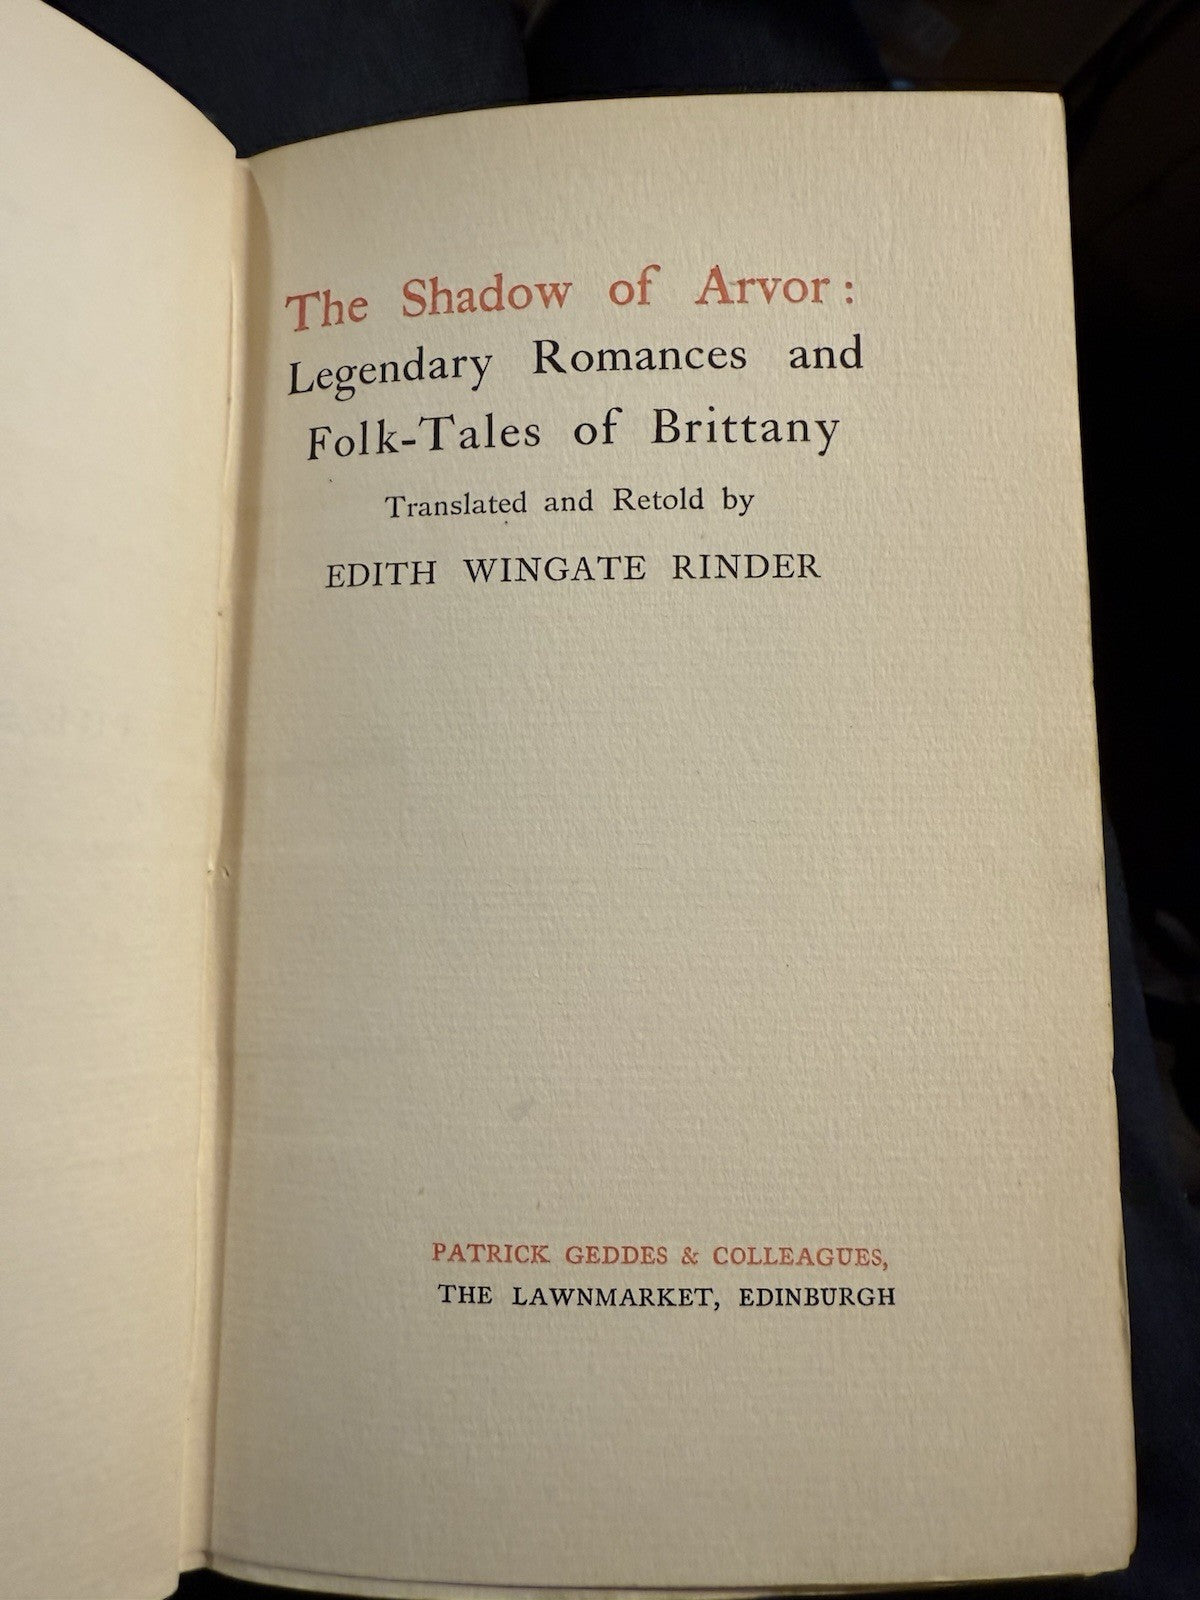 The Shadow of Arvor:
Legendary Romances and
Folk-Tales of Brittany
Translated and Retold by
EDITH WINGATE RINDER
PATRICK GEDDES & COLLEAGUES,
THE LAWNMARKET, EDINBURGH